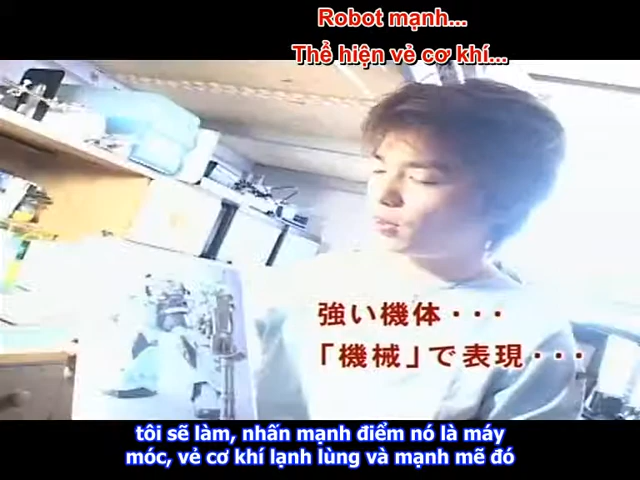 Robot mạnh...
Thể hiện vẻ cơ khí...
強い機体・・・
「機械」で表現・・・
tôi sẽ làm, nhấn mạnh điểm nó là máy
móc, vẻ cơ khí lạnh lùng và mạnh mẽ đó